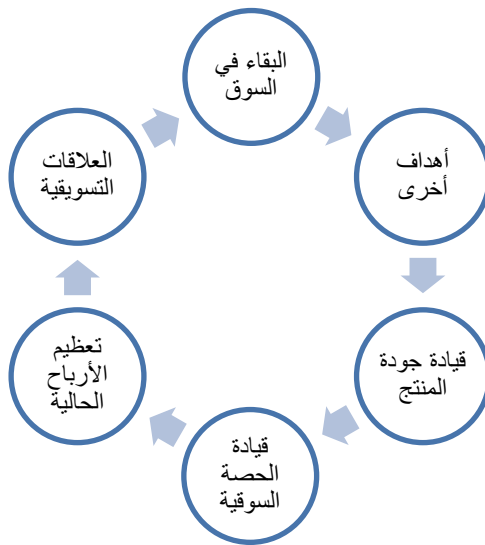 البقاء في
السوق
أهداف
أخرى
قيادة جودة
المنتج
قيادة
الحصة
السوقية
تعظيم
الأرباح
الحالية
العلاقات
التسويقية